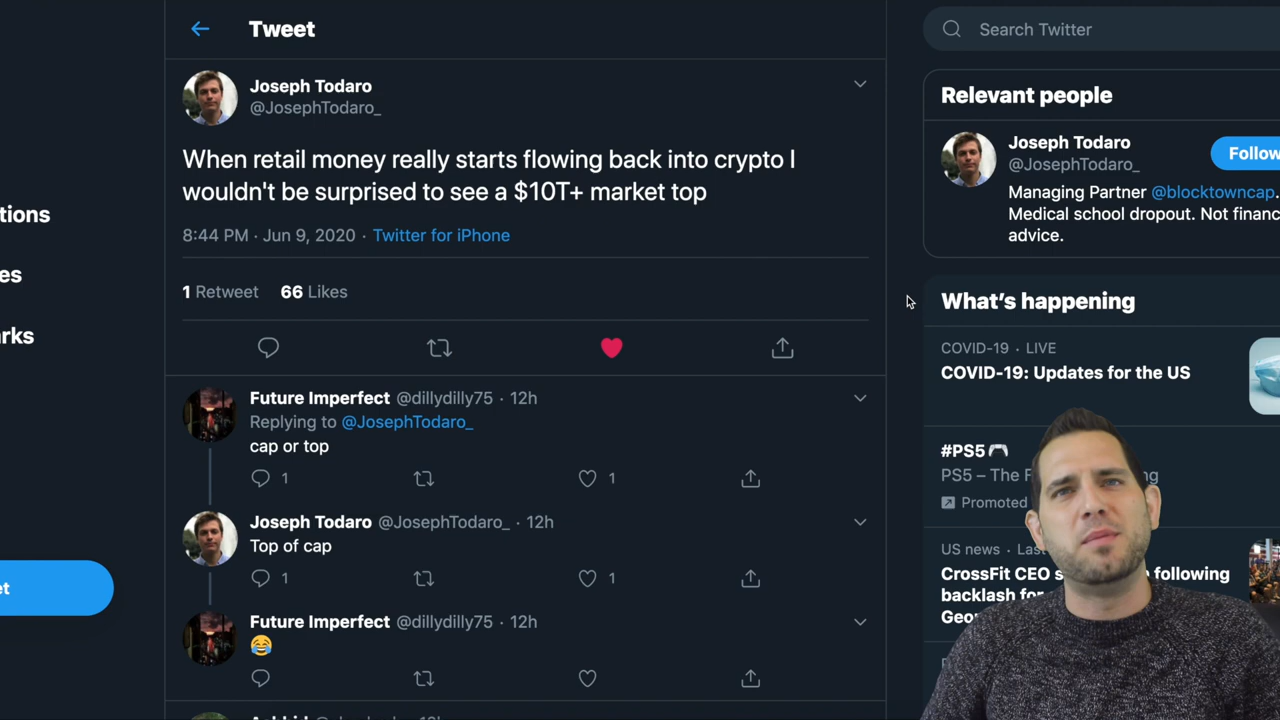 Tweet
Search Twitter
Joseph Todaro
@JosephTodaro_
When retail money really starts flowing back into crypto I
wouldn't be surprised to see a $10T+ market top
8:44 PM · Jun 9, 2020 · Twitter for iPhone
1 Retweet 66 Likes
Future Imperfect @dillydilly75 · 12h
Replying to @JosephTodaro_
cap or top
1
1
Joseph Todaro @JosephTodaro_ · 12h
Top of cap
1
1
Future Imperfect @dillydilly75 · 12h
😂
Relevant people
Joseph Todaro
@JosephTodaro_
Follow
Managing Partner @blocktowncap.
Medical school dropout. Not financ
advice.
What's happening
COVID-19 · LIVE
COVID-19: Updates for the US
#PS5🎮
PS5 – The F
ng
Promoted
US news · Las
CrossFit CEO s
following
backlash for
Geor
tions
es
rks
et